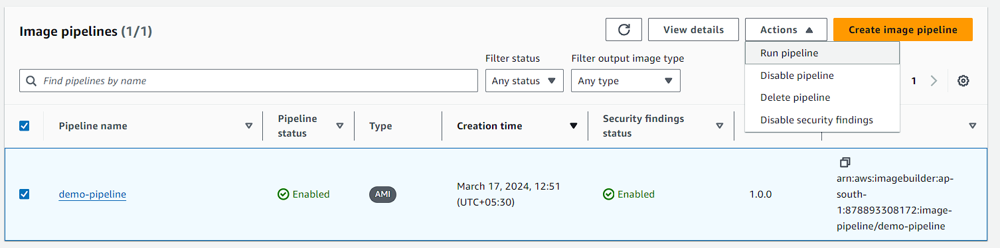 Image pipelines (1/1)
View details
Actions
Create image pipeline
Run pipeline
Disable pipeline
Delete pipeline
Disable security findings
Filter status
Filter output image type
Find pipelines by name
Any status
Any type
1
Pipeline name
Pipeline
status
Type
Creation time
Security findings
status
demo-pipeline
Enabled
AMI
March 17, 2024, 12:51
(UTC+05:30)
Enabled
1.0.0
arn:aws:imagebuilder:ap-
south-
1:878893308172:image-
pipeline/demo-pipeline